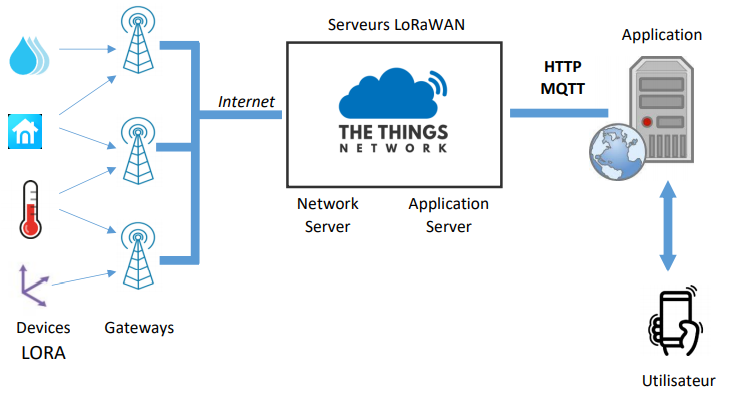 Serveurs LoRaWAN
Application
HTTP
MQTT
Internet
THE THINGS
NETWORK
Network
Server
Application
Server
Devices
LORA
Gateways
Utilisateur